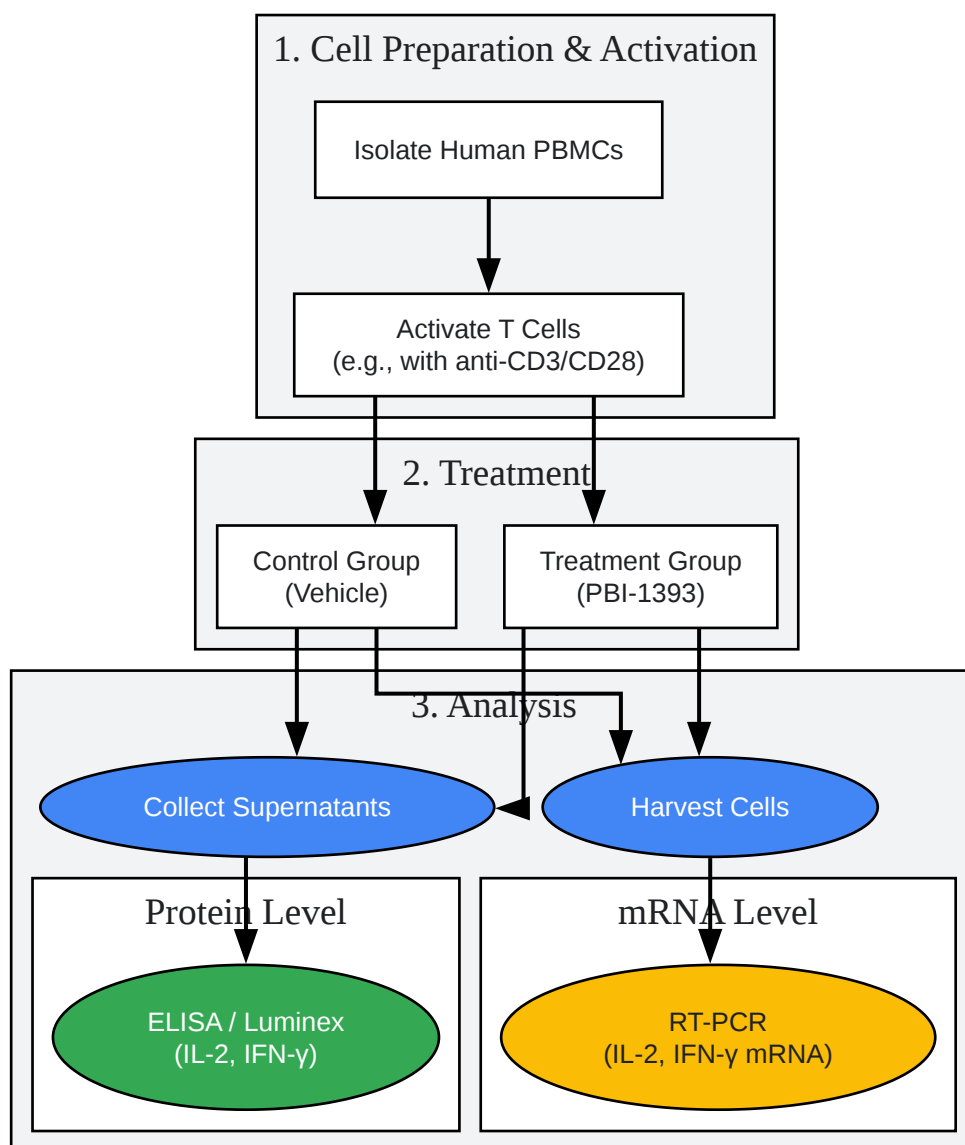 1. Cell Preparation & Activation
Isolate Human PBMCs
Activate T Cells
(e.g., with anti-CD3/CD28)
2. Treatment
Control Group
(Vehicle)
Treatment Group
(PBI-1393)
3. Analysis
Collect Supernatants
Harvest Cells
Protein Level
mRNA Level
ELISA / Luminex
(IL-2, IFN-γ)
RT-PCR
(IL-2, IFN-γ mRNA)